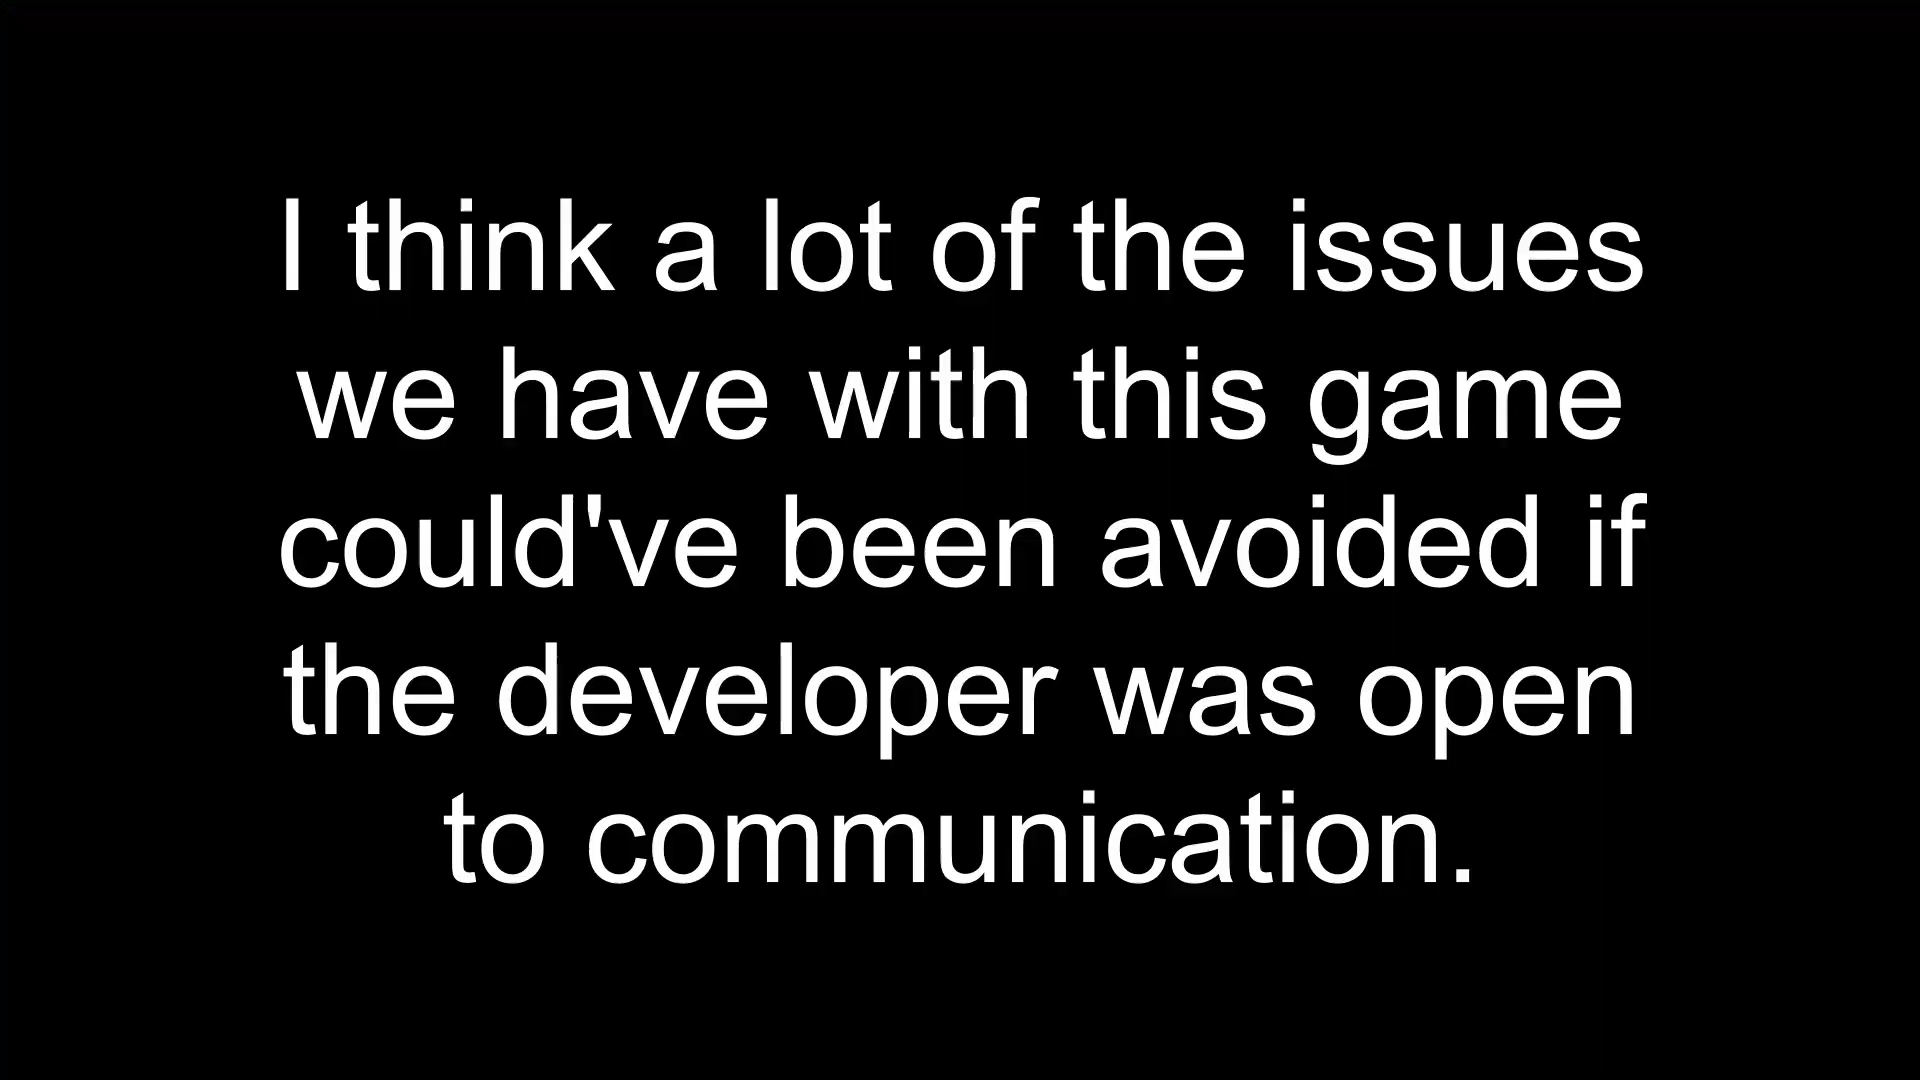 I think a lot of the issues
we have with this game
could've been avoided if
the developer was open
to communication.